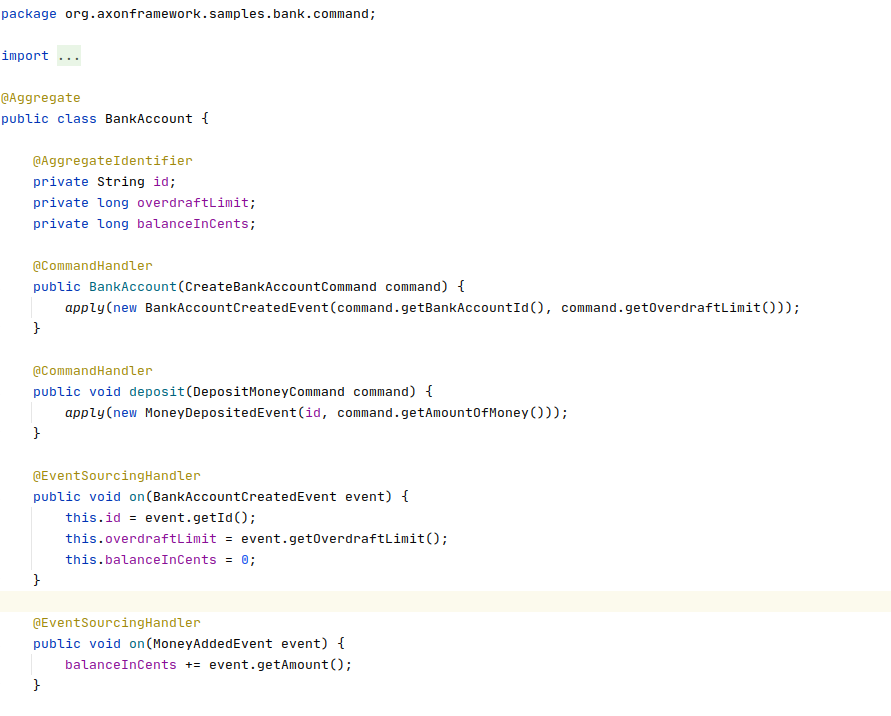 package org.axonframework.samples.bank.command;
import ...
@Aggregate
public class BankAccount {
@AggregateIdentifier
private String id;
private long overdraftLimit;
private long balanceInCents;
@CommandHandler
public BankAccount(CreateBankAccountCommand command) {
apply(new BankAccountCreatedEvent(command.getBankAccountId(), command.getOverdraftLimit()));
}
@CommandHandler
public void deposit(DepositMoneyCommand command) {
apply(new MoneyDepositedEvent(id, command.getAmountOfMoney()));
}
@EventSourcingHandler
public void on(BankAccountCreatedEvent event) {
this.id = event.getId();
this.overdraftLimit = event.getOverdraftLimit();
this.balanceInCents = 0;
}
@EventSourcingHandler
public void on(MoneyAddedEvent event) {
balanceInCents += event.getAmount();
}